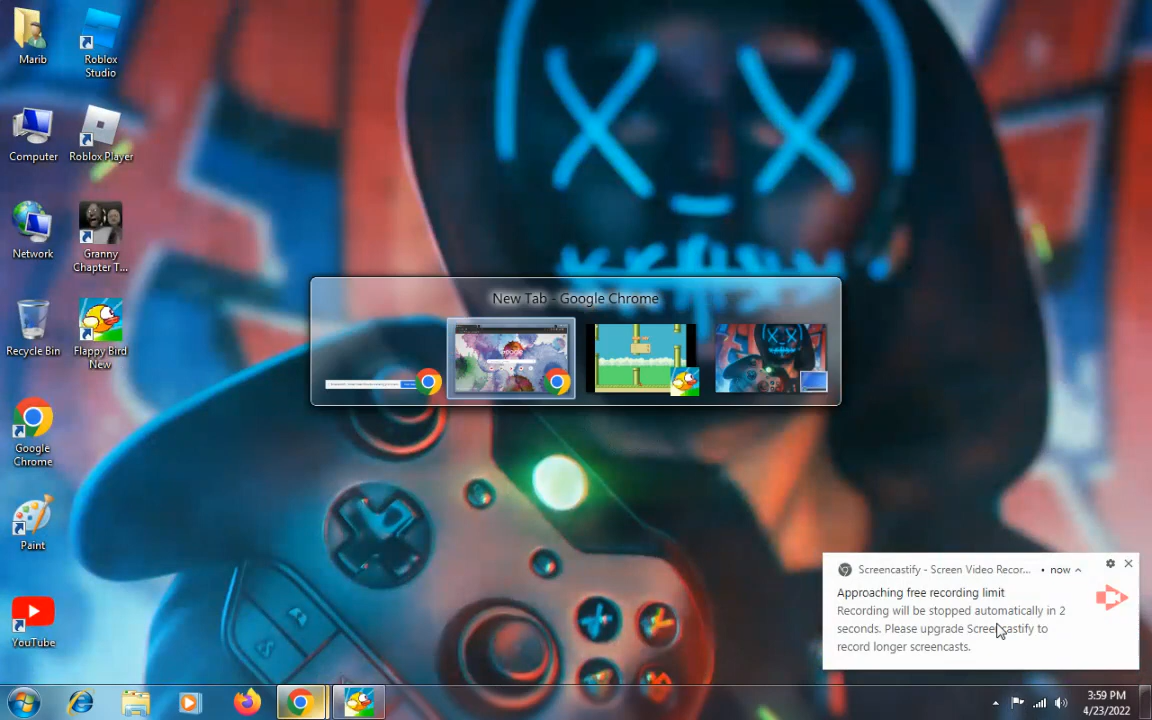 Marib
Roblox
Studio
Computer
Roblox Player
Network
Granny
Chapter T...
Recycle Bin
Flappy Bird
New
Google
Chrome
Paint
YouTube
New Tab - Google Chrome
Screencastify - Screen Video Recor... • now
Approaching free recording limit
Recording will be stopped automatically in 2
seconds. Please upgrade Screencastify to
record longer screencasts.
3:59 PM
4/23/2022